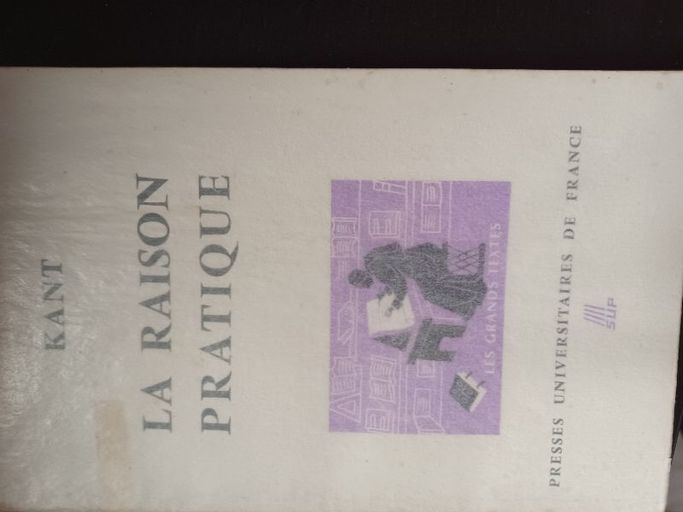 KANT
LA RAISON
PRATIQUE
LES GRANDS TEXTES
PRESSES UNIVERSITAIRES DE FRANCE
SUP